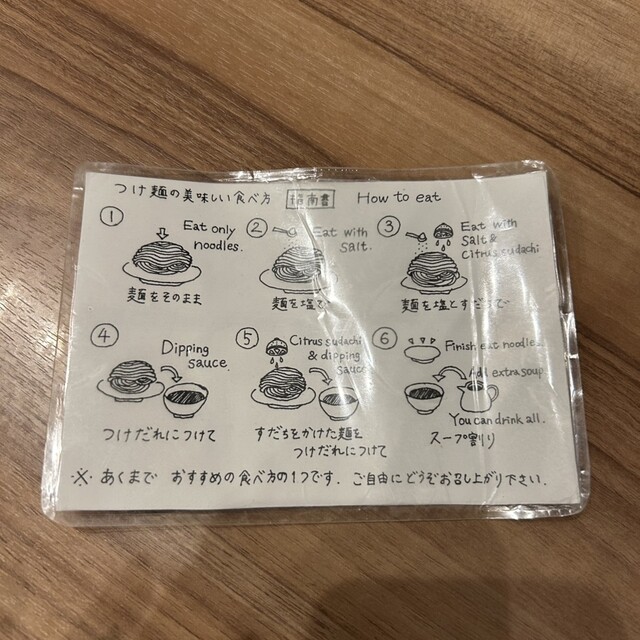 つけ麺の美味しい食べ方 指南書 How to eat
① Eat only
noodles.
麺をそのまま
② Eat with
Salt.
麺を塩で
③ Eat with
Salt &
Citrus sudachi
麺を塩とすだちで
④ Dipping
sauce.
つけだれにつけて
⑤ Citrus sudachi
& dipping
sauce
すだちをかけた麺を
つけだれにつけて
⑥ Finish eat noodles.
Add extra soup
You can drink all.
スープ割り
※ あくまで おすすめの食べ方の1つです. ご自由にどうぞお召し上がり下さい.